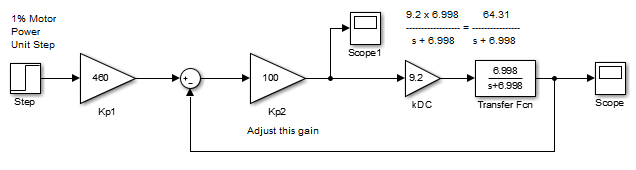 1% Motor
Power
Unit Step
9.2 x 6.998 64.31
------------------ = ----------------
s + 6.998 s + 6.998
Scope1
Step
460
Kp1
+
-
100
Kp2
Adjust this gain
9.2
kDC
6.998
s+6.998
Transfer Fcn
Scope